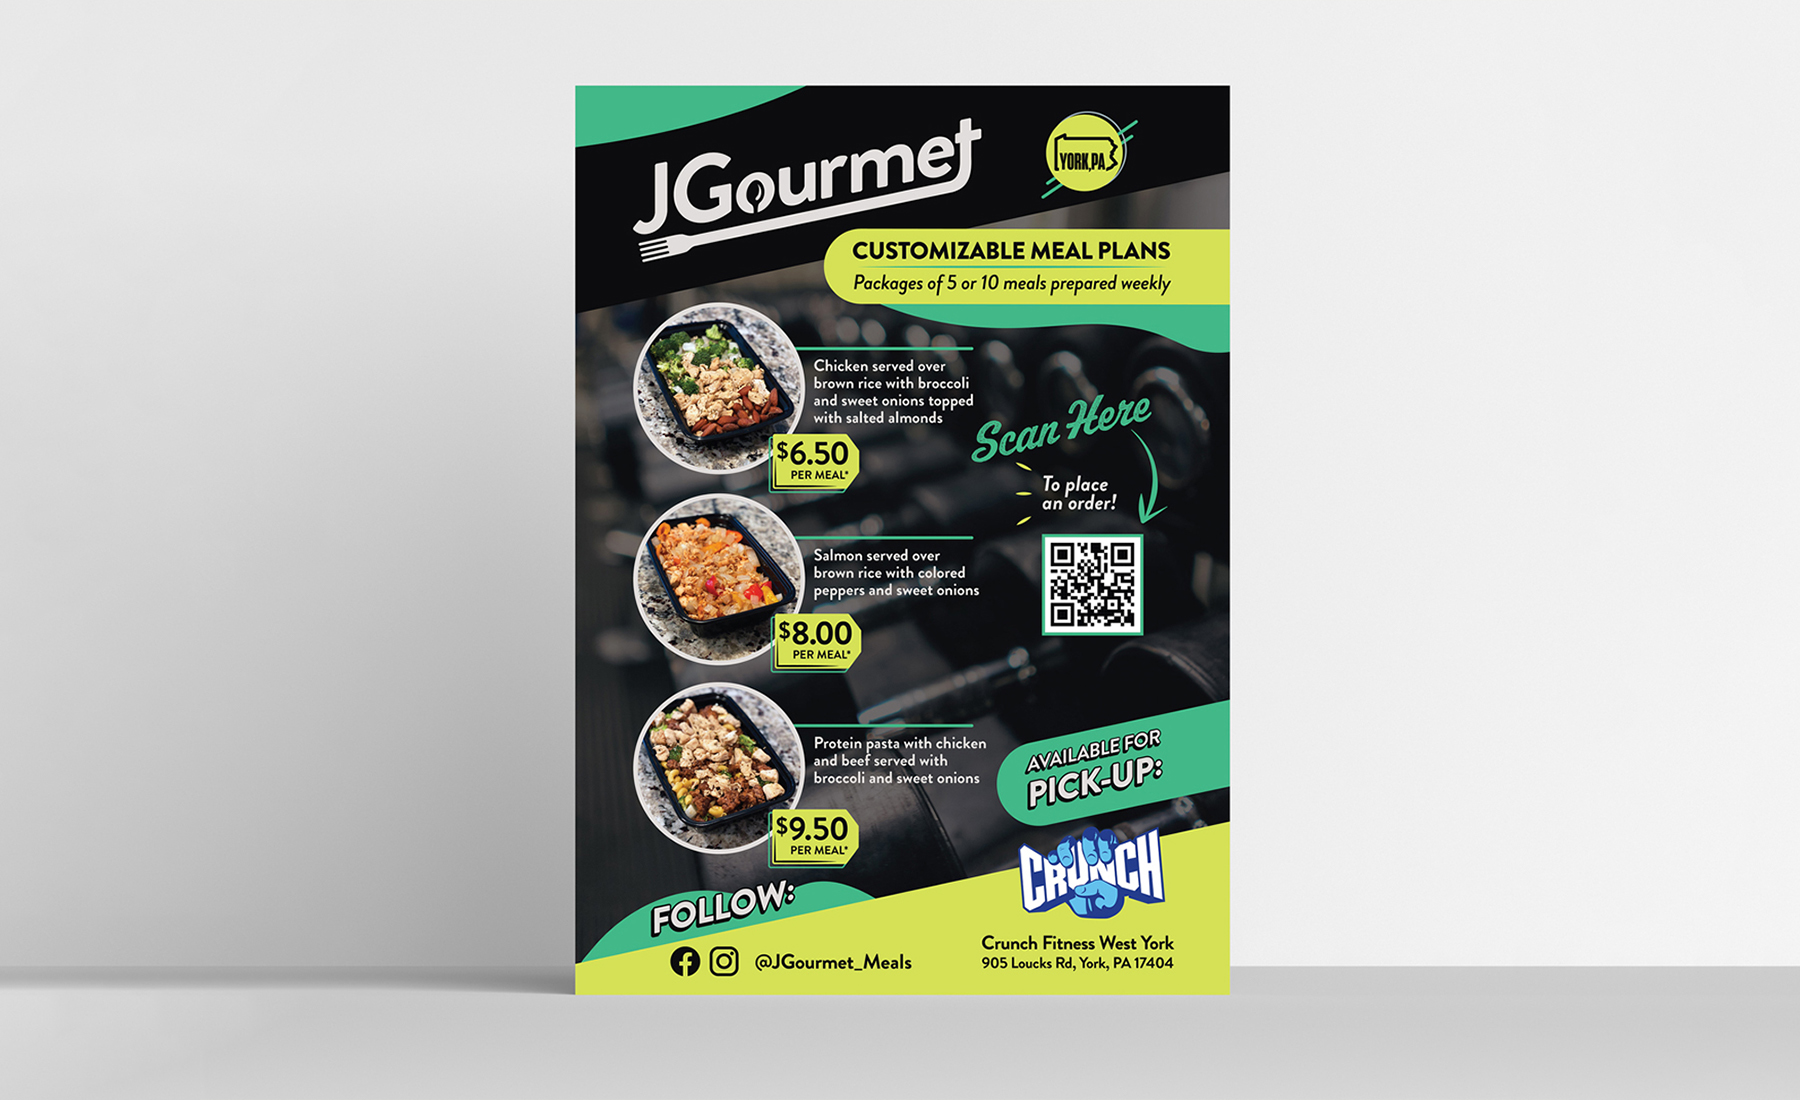 JGourmet
YORK, PA
CUSTOMIZABLE MEAL PLANS
Packages of 5 or 10 meals prepared weekly
Chicken served over
brown rice with broccoli
and sweet onions topped
with salted almonds
$6.50
PER MEAL*
Scan Here
To place
an order!
Salmon served over
brown rice with colored
peppers and sweet onions
$8.00
PER MEAL*
Protein pasta with chicken
and beef served with
broccoli and sweet onions
$9.50
PER MEAL*
AVAILABLE FOR
PICK-UP:
CRUNCH
Crunch Fitness West York
905 Loucks Rd, York, PA 17404
FOLLOW:
@JGourmet_Meals